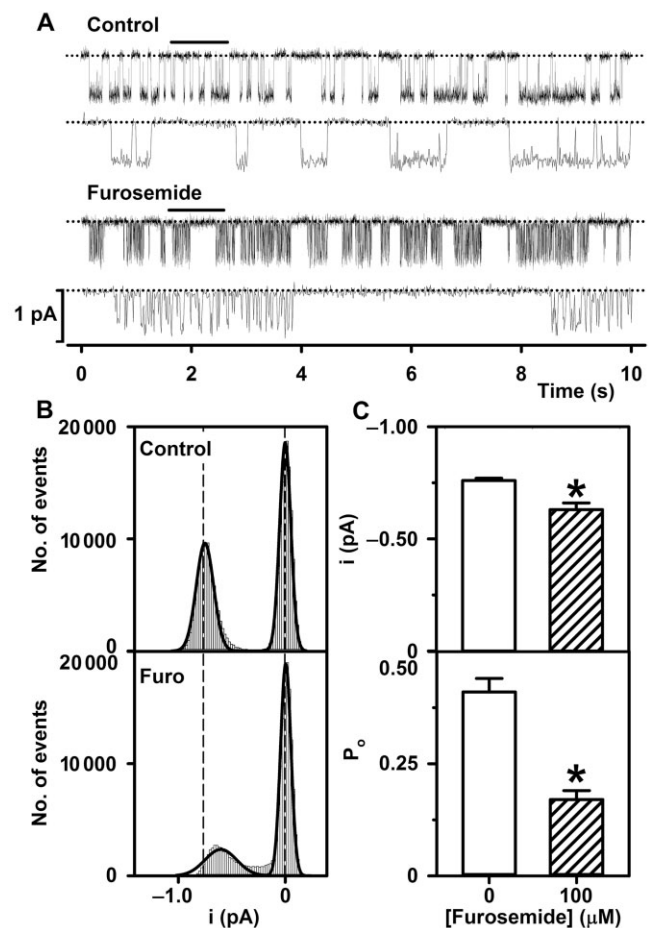 A
Control
Furosemide
1 pA
0 2 4 6 8 10
Time (s)
B
20 000
Control
No. of events
10 000
0
20 000
Furo
No. of events
10 000
0
−1.0 0
i (pA)
C
−1.00
i (pA)
−0.50
*
0
0.50
Po
0.25
*
0
0 100
[Furosemide] (μM)